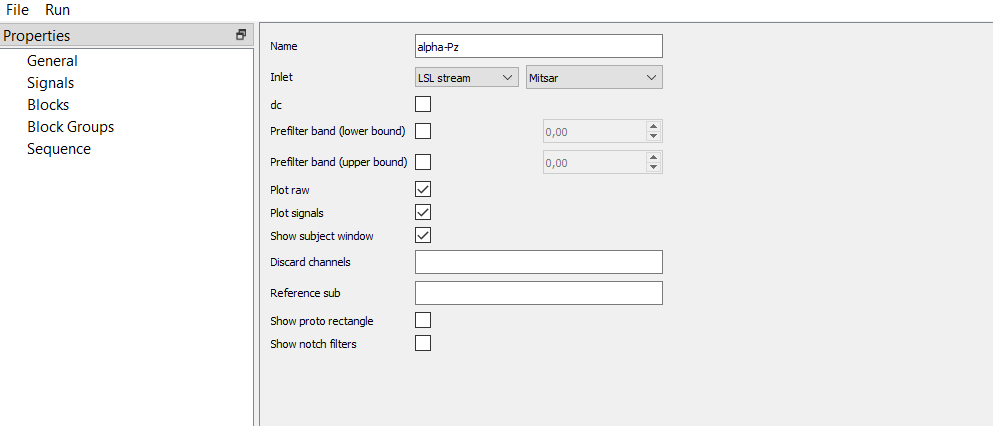 File Run
Properties
General
Signals
Blocks
Block Groups
Sequence
Name alpha-Pz
Inlet LSL stream Mitsar
dc
Prefilter band (lower bound) 0,00
Prefilter band (upper bound) 0,00
Plot raw
Plot signals
Show subject window
Discard channels
Reference sub
Show proto rectangle
Show notch filters